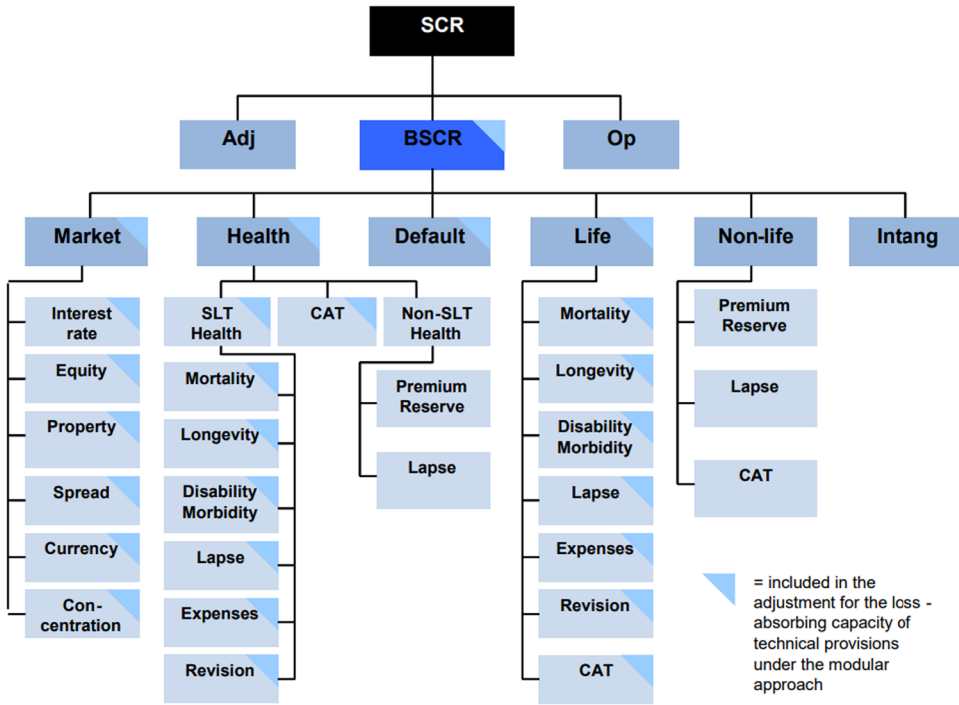 SCR
Adj
BSCR
Op
Market
Health
Default
Life
Non-life
Intang
Interest
rate
Equity
Property
Spread
Currency
Con-
centration
SLT
Health
CAT
Non-SLT
Health
Mortality
Longevity
Disability
Morbidity
Lapse
Expenses
Revision
Premium
Reserve
Lapse
Mortality
Longevity
Disability
Morbidity
Lapse
Expenses
Revision
CAT
Premium
Reserve
Lapse
CAT
= included in the
adjustment for the loss -
absorbing capacity of
technical provisions
under the modular
approach